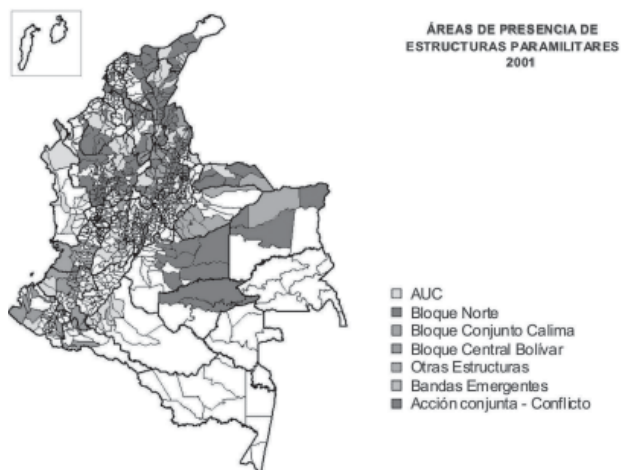 ÁREAS DE PRESENCIA DE
ESTRUCTURAS PARAMILITARES
2001
AUC
Bloque Norte
Bloque Conjunto Calima
Bloque Central Bolívar
Otras Estructuras
Bandas Emergentes
Acción conjunta - Conflicto